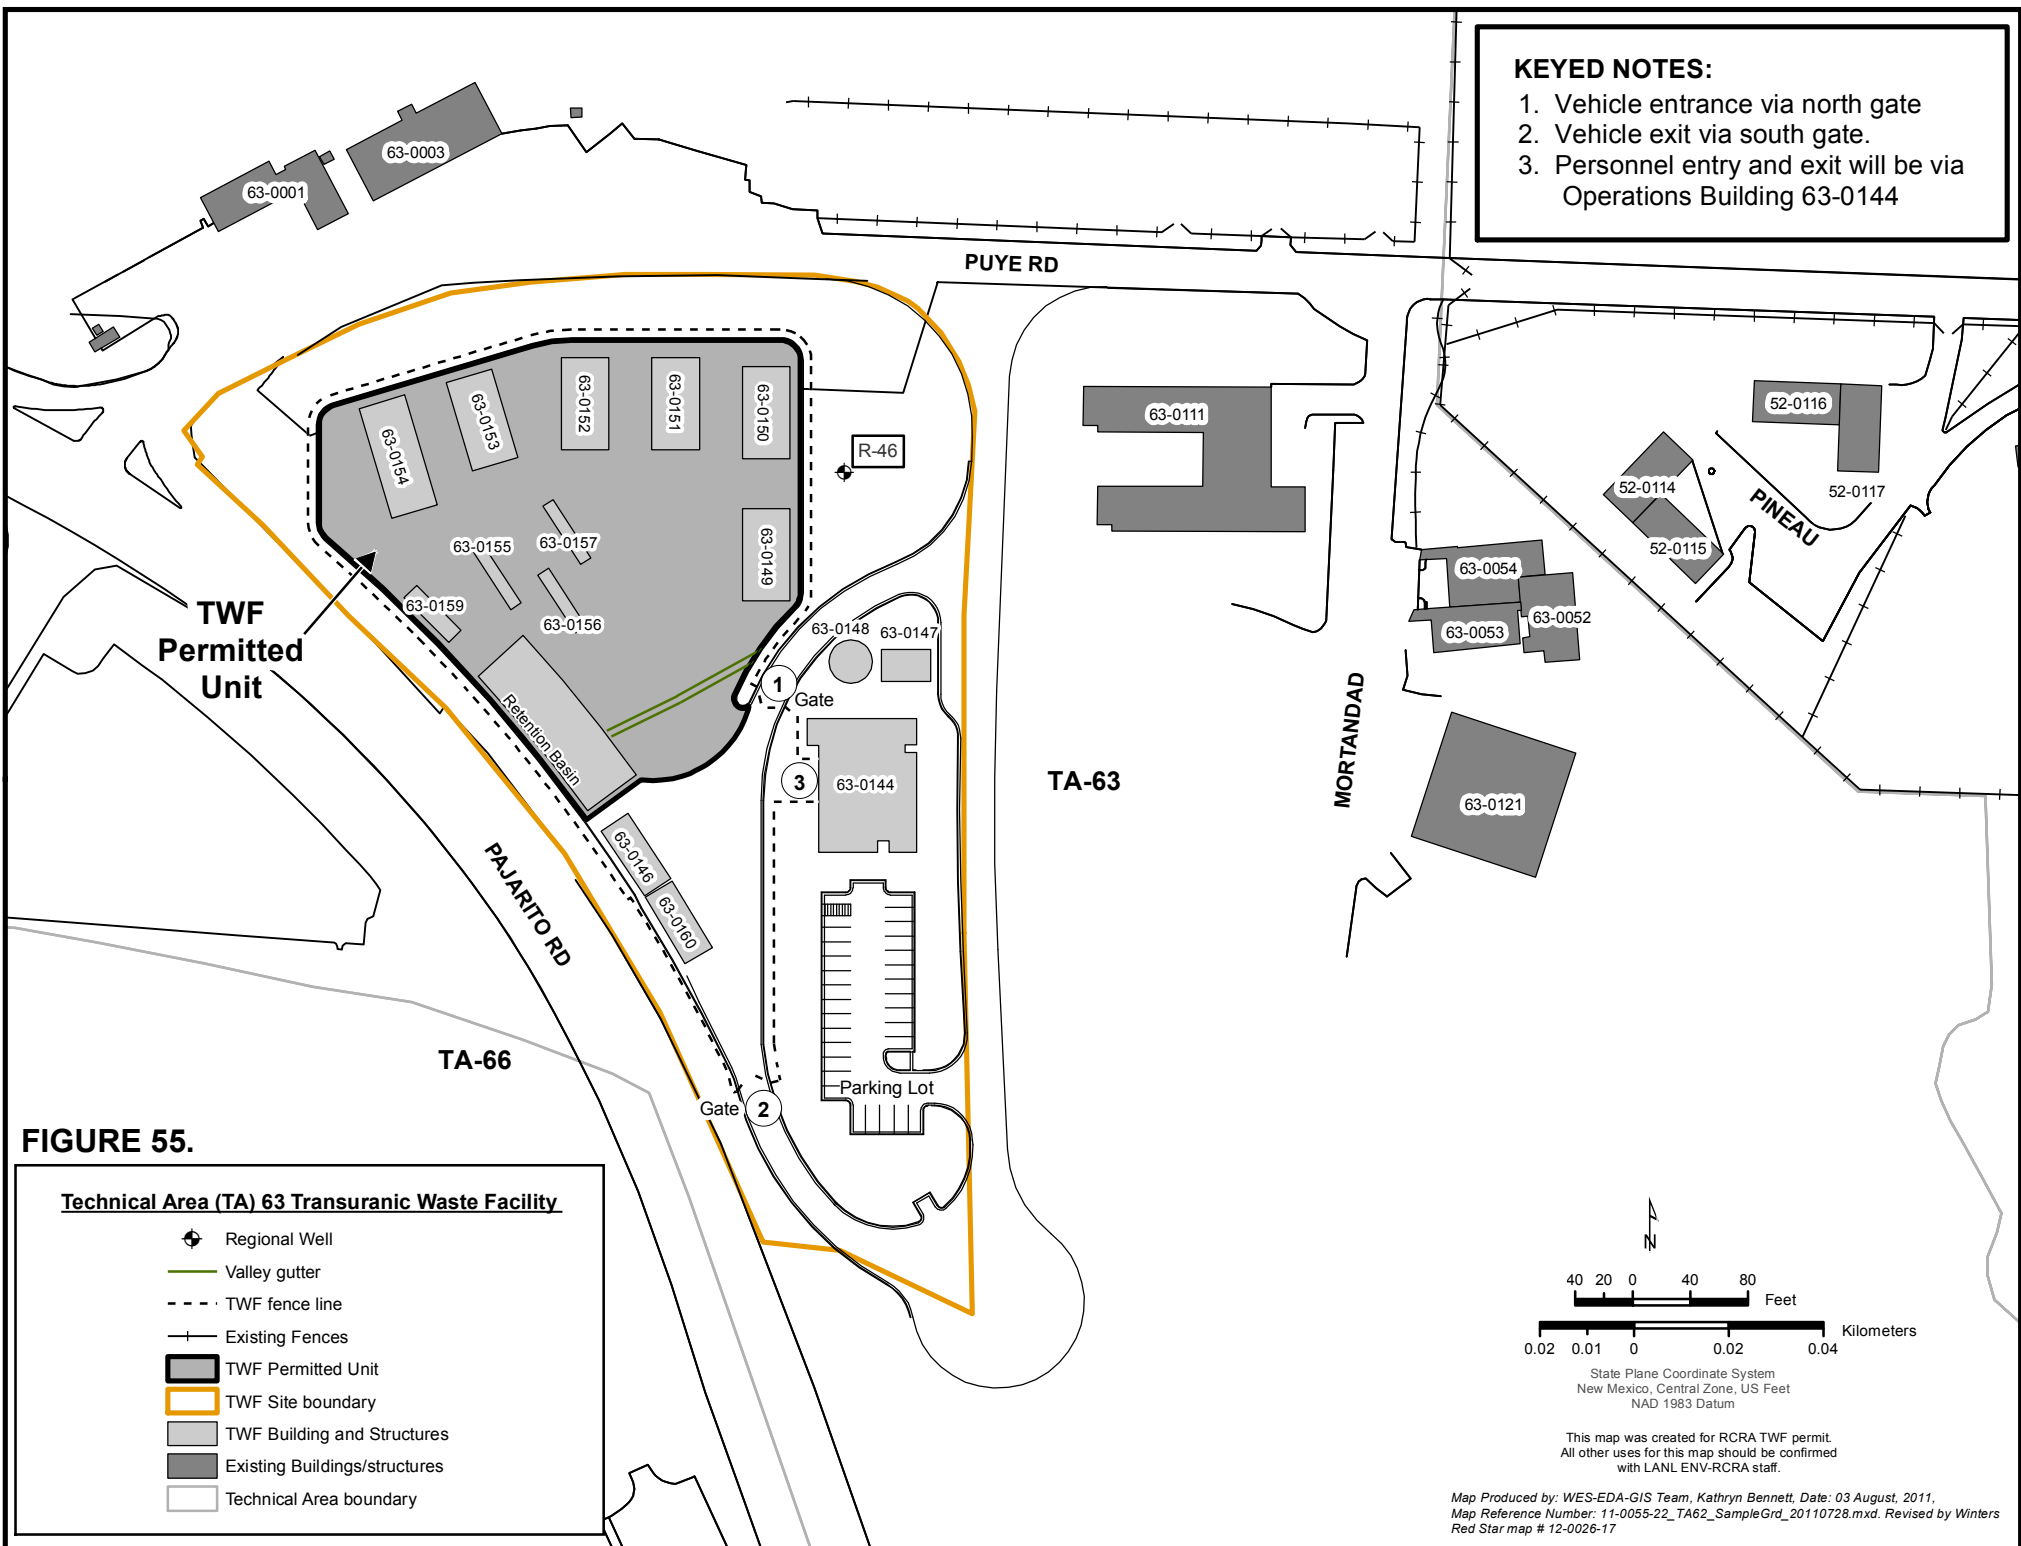 KEYED NOTES:
1. Vehicle entrance via north gate
2. Vehicle exit via south gate.
3. Personnel entry and exit will be via
Operations Building 63-0144
63-0003
63-0001
PUYE RD
63-0154
63-0153
63-0152
63-0151
63-0150
R-46
63-0111
52-0116
52-0117
52-0114
52-0115
PINEAU
63-0155
63-0157
63-0149
63-0159
63-0156
63-0148
63-0147
63-0054
63-0053
63-0052
TWF
Permitted
Unit
1
Gate
Retention Basin
3
63-0144
TA-63
MORTANDAD
63-0121
63-0146
63-0160
PAJARITO RD
TA-66
Parking Lot
Gate
2
FIGURE 55.
Technical Area (TA) 63 Transuranic Waste Facility
Regional Well
Valley gutter
TWF fence line
Existing Fences
TWF Permitted Unit
TWF Site boundary
TWF Building and Structures
Existing Buildings/structures
Technical Area boundary
N
40 20 0 40 80
Feet
Kilometers
0.02 0.01 0 0.02 0.04
State Plane Coordinate System
New Mexico, Central Zone, US Feet
NAD 1983 Datum
This map was created for RCRA TWF permit.
All other uses for this map should be confirmed
with LANL ENV-RCRA staff.
Map Produced by: WES-EDA-GIS Team, Kathryn Bennett, Date: 03 August, 2011,
Map Reference Number: 11-0055-22_TA62_SampleGrd_20110728.mxd. Revised by Winters
Red Star map # 12-0026-17